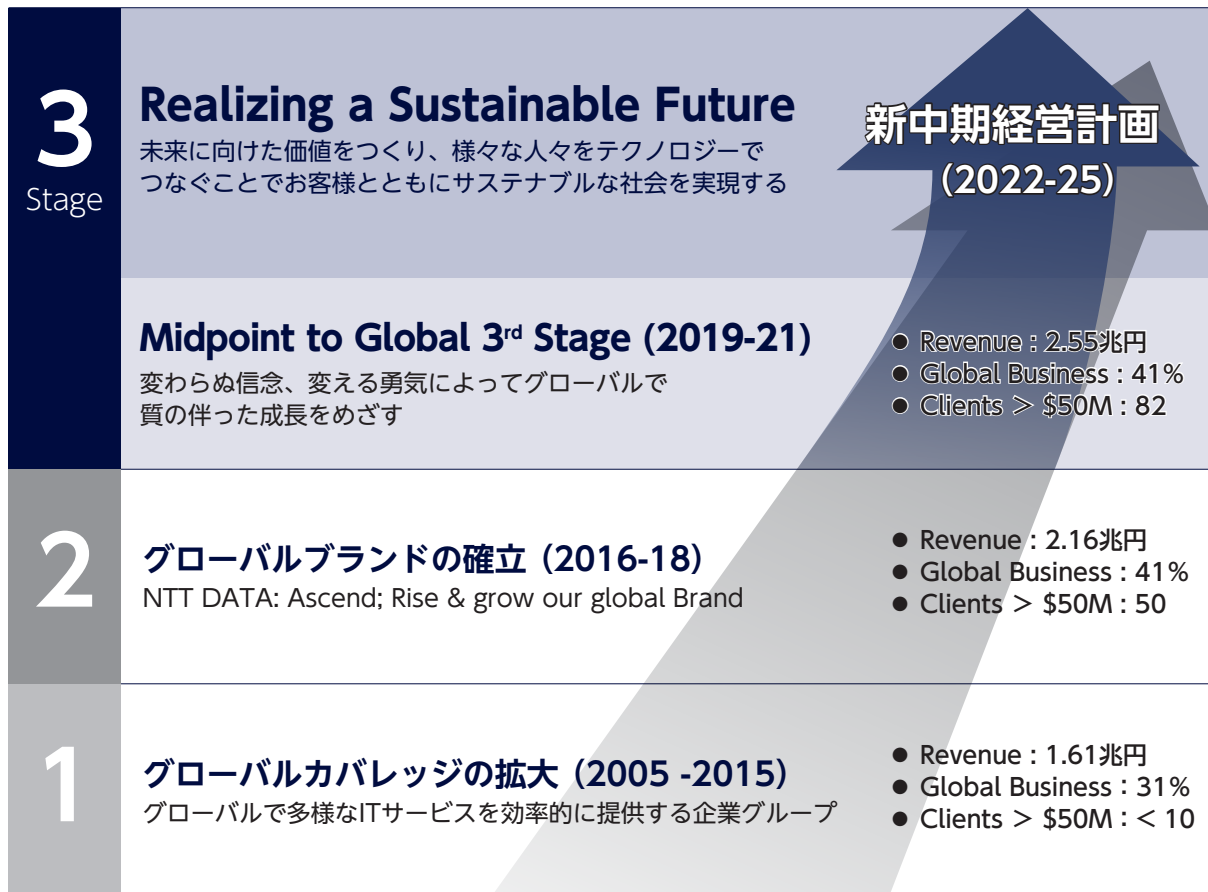 3
Stage
Realizing a Sustainable Future
未来に向けた価値をつくり、様々な人々をテクノロジーで
つなぐことでお客様とともにサステナブルな社会を実現する
新中期経営計画
(2022-25)
Midpoint to Global 3rd Stage (2019-21)
変わらぬ信念、変える勇気によってグローバルで
質の伴った成長をめざす
● Revenue : 2.55兆円
● Global Business : 41%
● Clients > $50M : 82
2
グローバルブランドの確立 (2016-18)
NTT DATA: Ascend; Rise & grow our global Brand
● Revenue : 2.16兆円
● Global Business : 41%
● Clients > $50M : 50
1
グローバルカバレッジの拡大 (2005 -2015)
グローバルで多様なITサービスを効率的に提供する企業グループ
● Revenue : 1.61兆円
● Global Business : 31%
● Clients > $50M : < 10